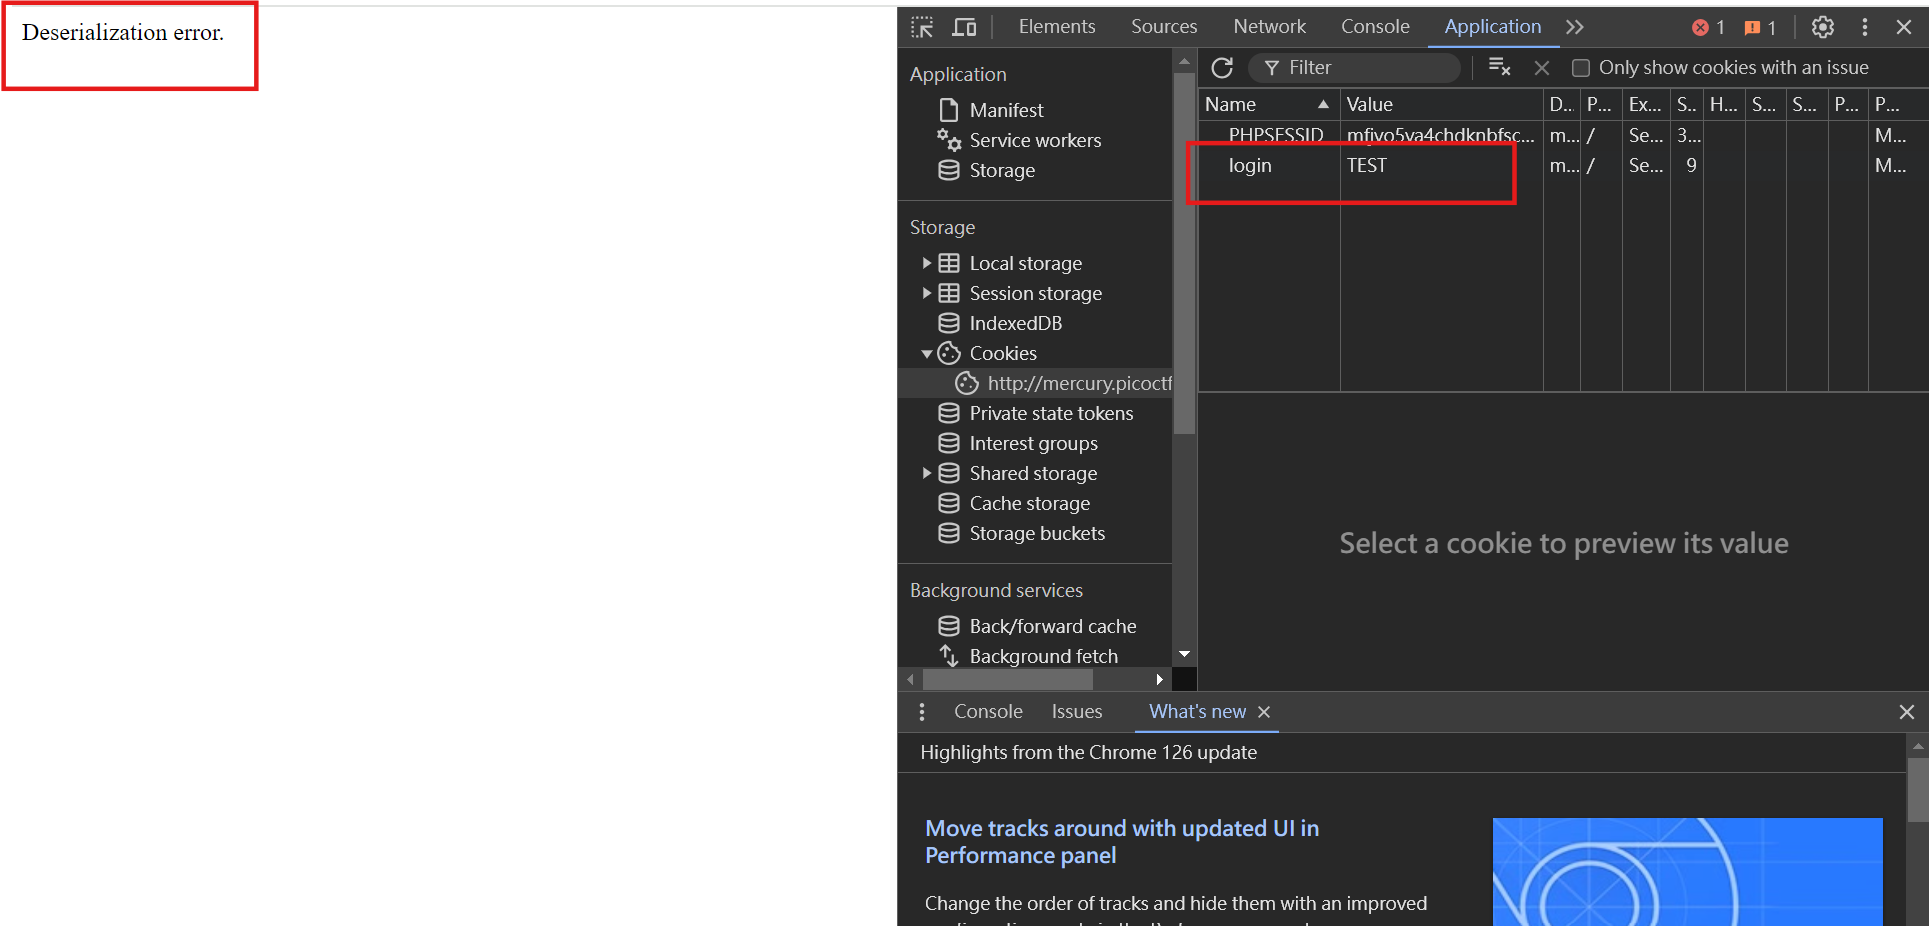 Deserialization error.
Elements Sources Network Console Application 1 1
Application
Manifest
Service workers
Storage
Storage
Local storage
Session storage
IndexedDB
Cookies
http://mercury.picoctf
Private state tokens
Interest groups
Shared storage
Cache storage
Storage buckets
Background services
Back/forward cache
Background fetch
Filter Only show cookies with an issue
Name Value D... P... Ex... S.. H... S... S... P... P...
PHPSESSID mfjvo5va4chdknbfsc... m... / Se... 3... M...
login TEST m... / Se... 9 M...
Select a cookie to preview its value
Console Issues What's new
Highlights from the Chrome 126 update
Move tracks around with updated UI in
Performance panel
Change the order of tracks and hide them with an improved